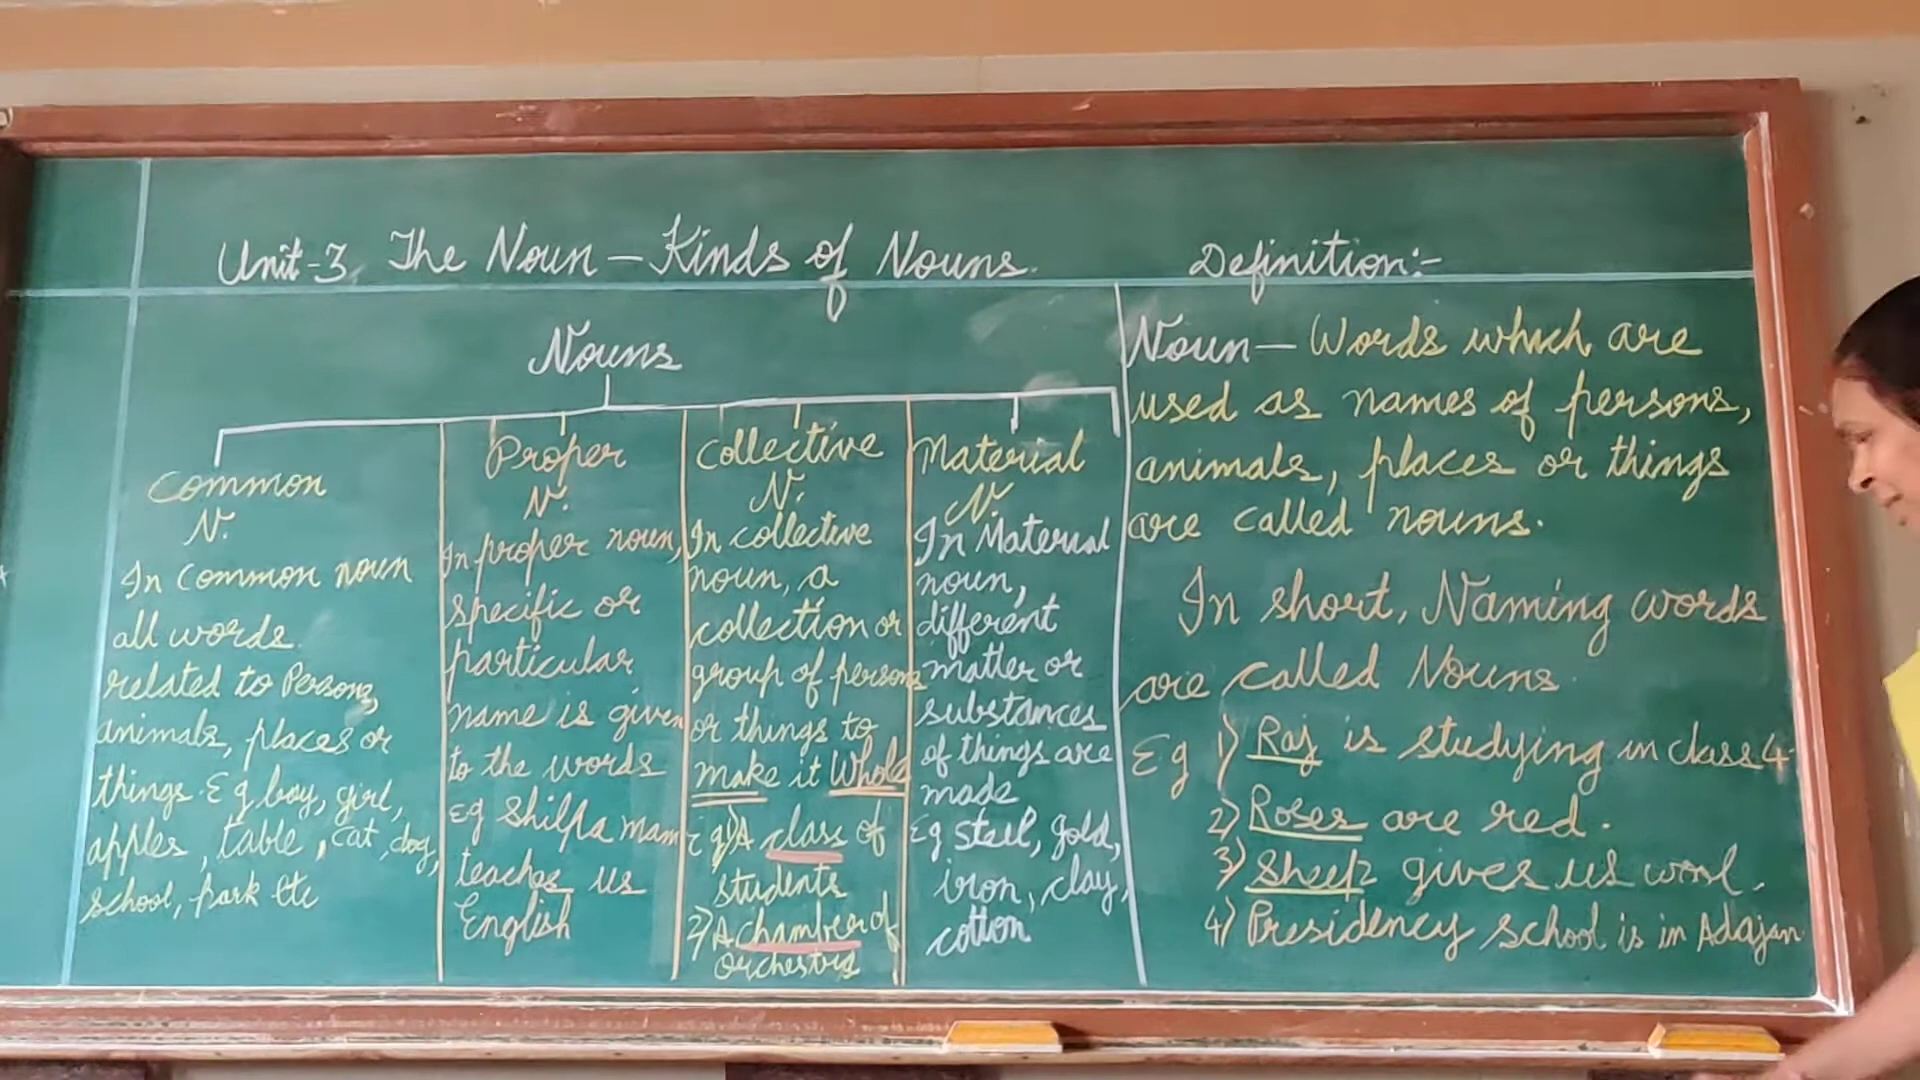 Unit-3 The Noun - Kinds of Nouns.
Nouns
Common
N.
In Common noun
all words.
related to Persons,
animals, places or
things. Eg boy, girl,
apples, table, cat, dog,
school, park Etc
Proper
N.
In proper noun,
specific or
particular
name is given
to the words
Eg Shilpa mam
teaches us
English
Collective
N.
In collective
noun, a
collection or
group of persons
or things to
make it Whole
Eg 1) A class of
students
2) A chamber of
orchestra
Material
N.
In Material
noun,
different
matter or
substances
of things are
made
Eg steel, gold,
iron, clay,
cotton
Definition:-
Noun - Words which are
used as names of persons,
animals, places or things
are called nouns.
In short, Naming words
are called Nouns.
Eg 1) Raj is studying in class 4.
2) Roses are red.
3) Sheep gives us wool.
4) Presidency school is in Adajan